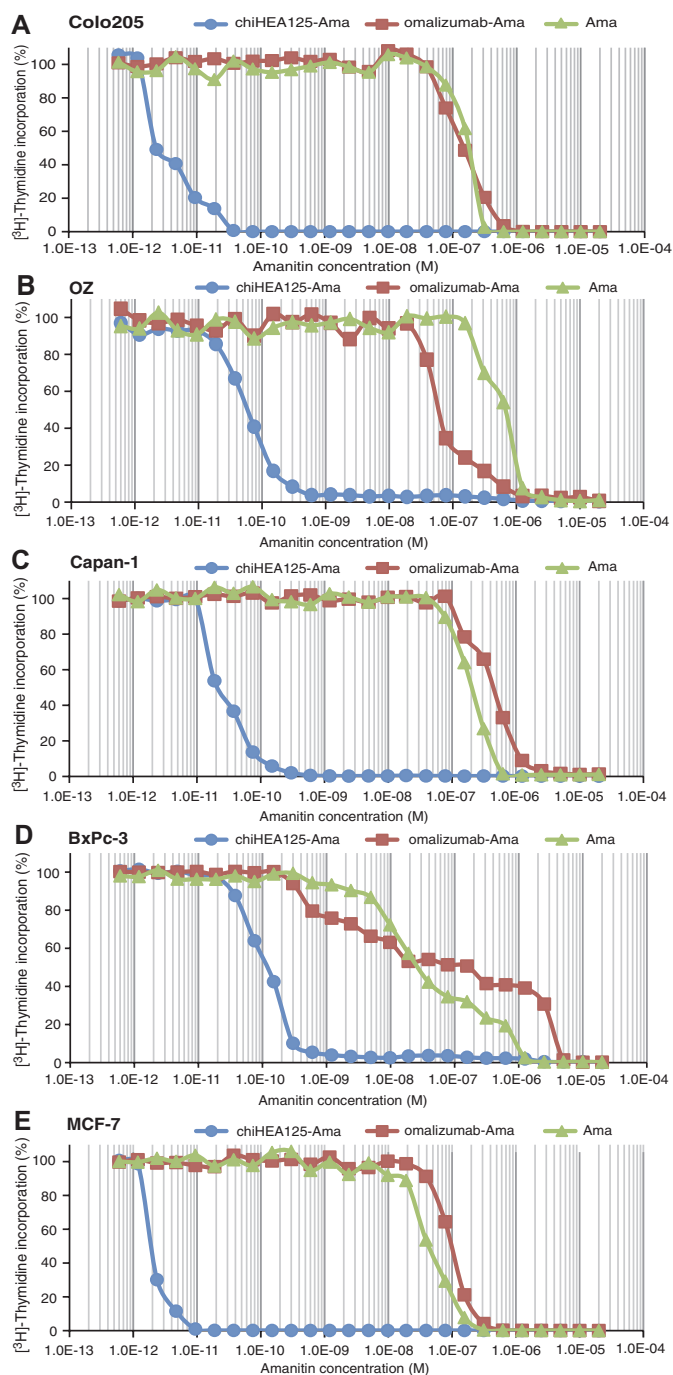 A Colo205 chiHEA125-Ama omalizumab-Ama Ama
[³H]-Thymidine incorporation (%)
100
80
60
40
20
0
1.0E-13 1.0E-12 1.0E-11 1.0E-10 1.0E-09 1.0E-08 1.0E-07 1.0E-06 1.0E-05 1.0E-04
Amanitin concentration (M)
B OZ chiHEA125-Ama omalizumab-Ama Ama
[³H]-Thymidine incorporation (%)
100
80
60
40
20
0
1.0E-13 1.0E-12 1.0E-11 1.0E-10 1.0E-09 1.0E-08 1.0E-07 1.0E-06 1.0E-05 1.0E-04
Amanitin concentration (M)
C Capan-1 chiHEA125-Ama omalizumab-Ama Ama
[³H]-Thymidine incorporation (%)
100
80
60
40
20
0
1.0E-13 1.0E-12 1.0E-11 1.0E-10 1.0E-09 1.0E-08 1.0E-07 1.0E-06 1.0E-05 1.0E-04
Amanitin concentration (M)
D BxPc-3 chiHEA125-Ama omalizumab-Ama Ama
[³H]-Thymidine incorporation (%)
100
80
60
40
20
0
1.0E-13 1.0E-12 1.0E-11 1.0E-10 1.0E-09 1.0E-08 1.0E-07 1.0E-06 1.0E-05 1.0E-04
Amanitin concentration (M)
E MCF-7 chiHEA125-Ama omalizumab-Ama Ama
[³H]-Thymidine incorporation (%)
100
80
60
40
20
0
1.0E-13 1.0E-12 1.0E-11 1.0E-10 1.0E-09 1.0E-08 1.0E-07 1.0E-06 1.0E-05 1.0E-04
Amanitin concentration (M)